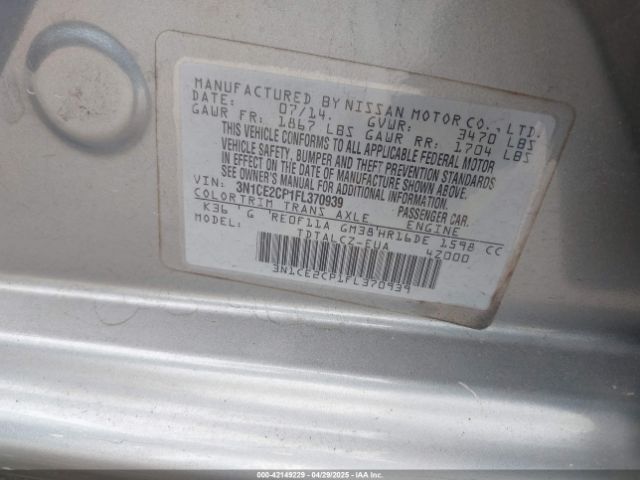 MANUFACTURED BY NISSAN MOTOR CO., LTD.
DATE: 07/14. GVWR: 3470 LBS
GAWR FR: 1867 LBS GAWR RR: 1704 LBS
THIS VEHICLE CONFORMS TO ALL APPLICABLE FEDERAL MOTOR
VEHICLE SAFETY, BUMPER AND THEFT PREVENTION STANDARDS
IN EFFECT ON THE DATE OF MANUFACTURE SHOWN ABOVE.
SEE OWNER'S MANUAL FOR ADDITIONAL INFORMATION
VIN: 3N1CE2CP1FL370939 PASSENGER CAR.
COLOR TRIM TRANS AXLE ENGINE
K36 G RE0F11A GM38 HR16DE 1598 CC
MODEL: TDTALCZ-EUA 42000
3N1CE2CP1FL370939
000-42149229 - 04/29/2025 - IAA Inc.